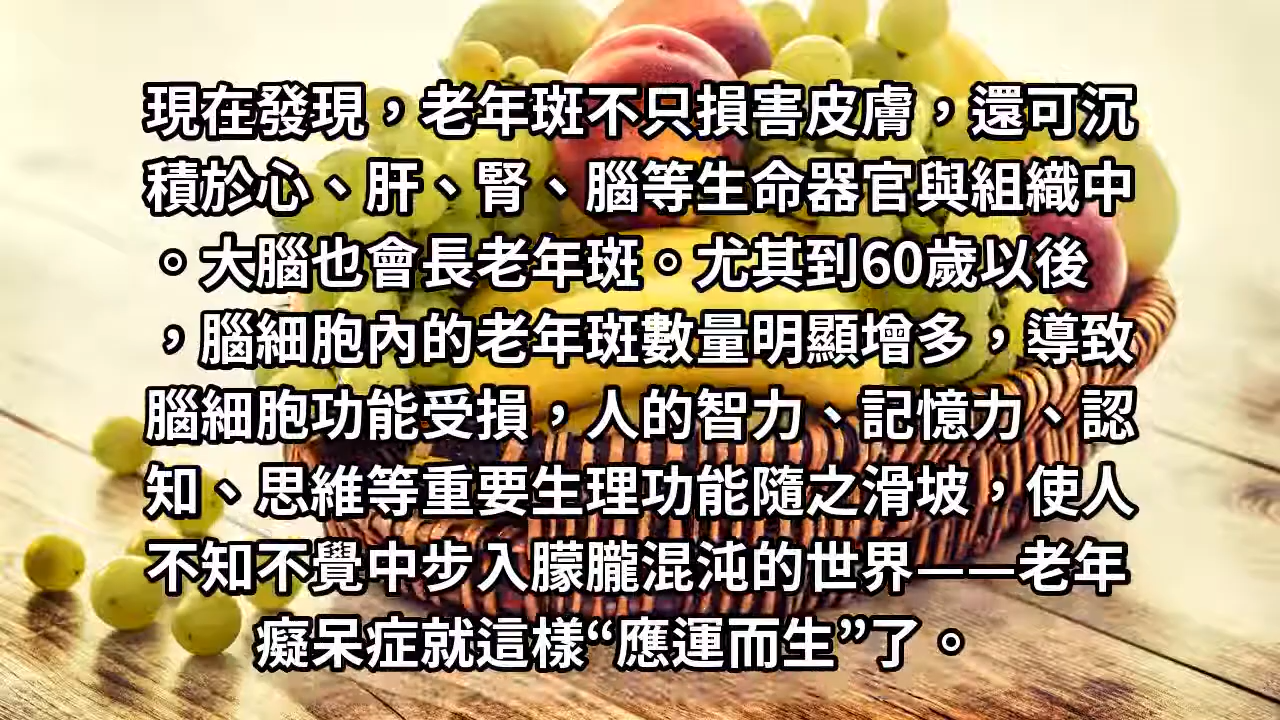 現在發現，老年斑不只損害皮膚，還可沉
積於心、肝、腎、腦等生命器官與組織中
。大腦也會長老年斑。尤其到60歲以後
，腦細胞內的老年斑數量明顯增多，導致
腦細胞功能受損，人的智力、記憶力、認
知、思維等重要生理功能隨之滑坡，使人
不知不覺中步入朦朧混沌的世界——老年
癡呆症就這樣“應運而生”了。